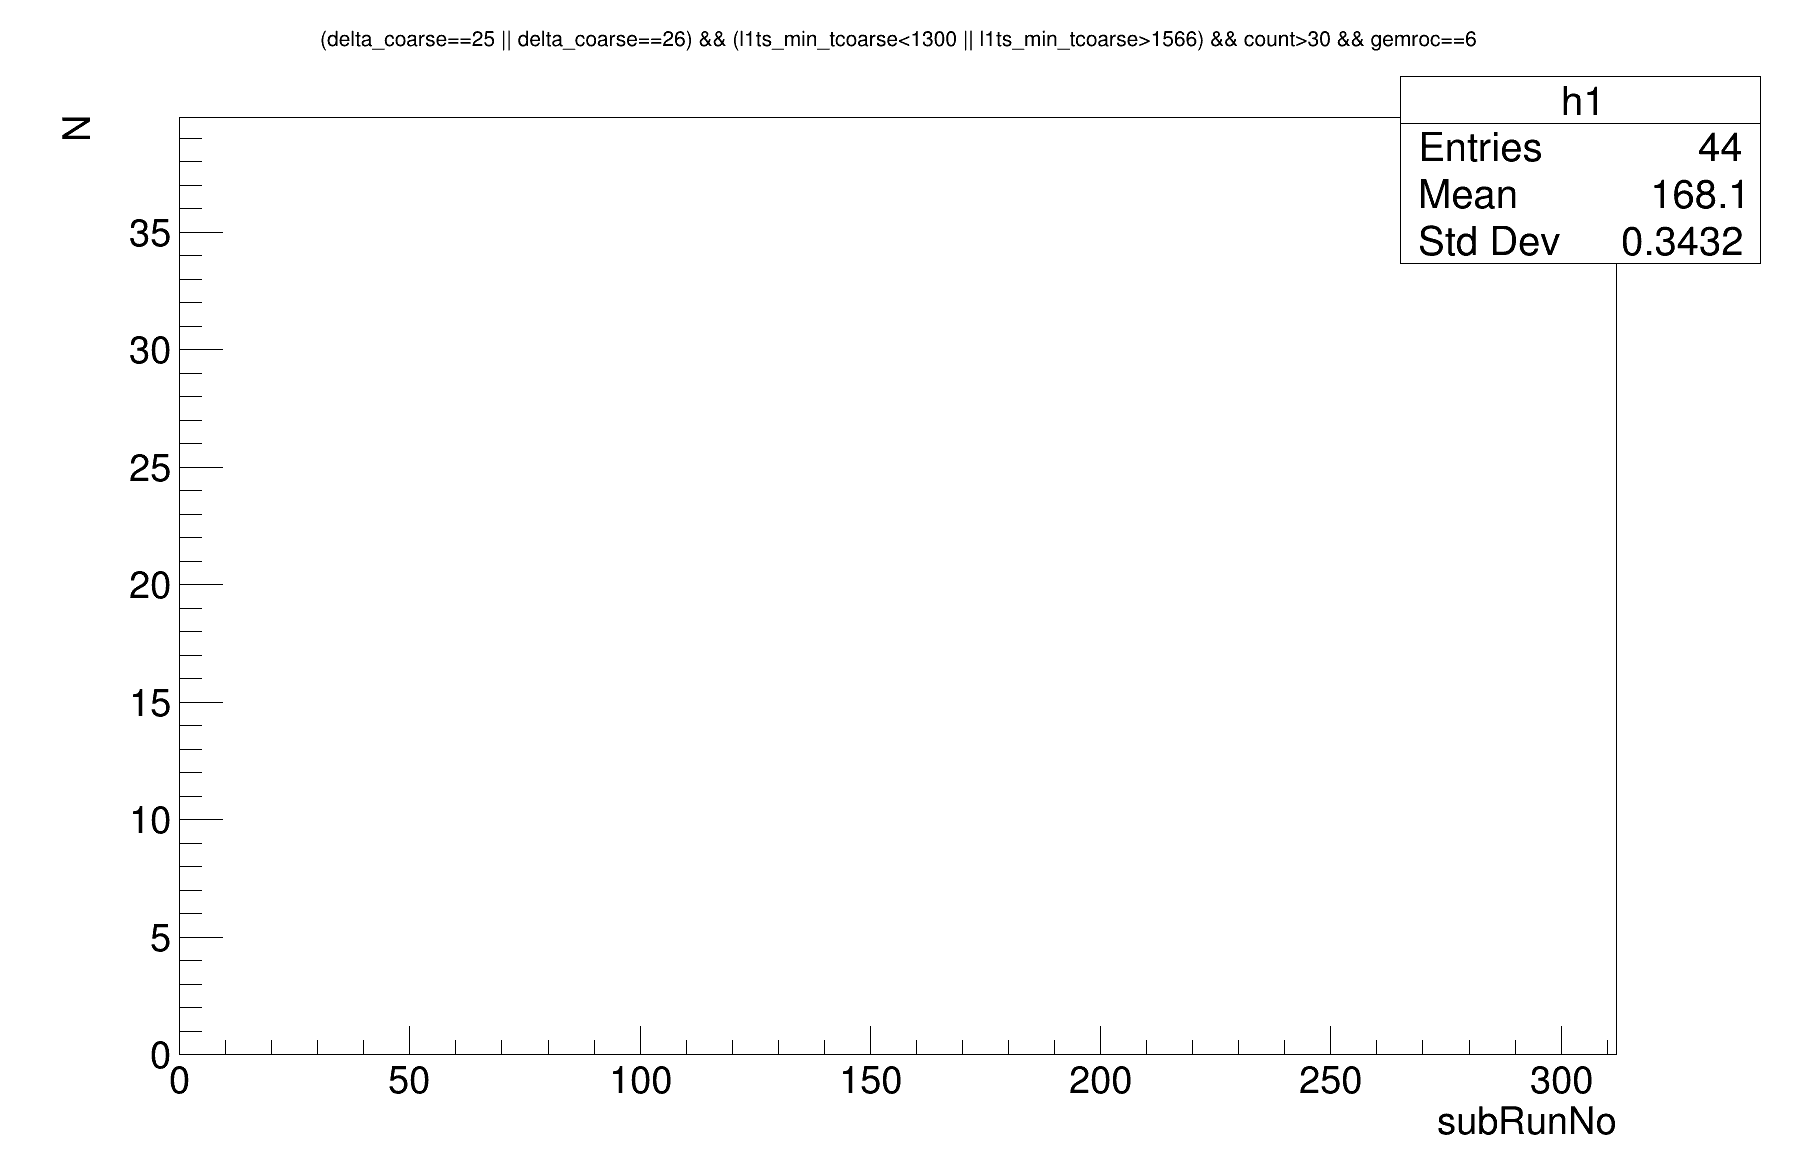 (delta_coarse==25 || delta_coarse==26) && (l1ts_min_tcoarse<1300 || l1ts_min_tcoarse>1566) && count>30 && gemroc==6
h1
Entries 44
Mean 168.1
Std Dev 0.3432
N
35
30
25
20
15
10
5
0
0 50 100 150 200 250 300
subRunNo